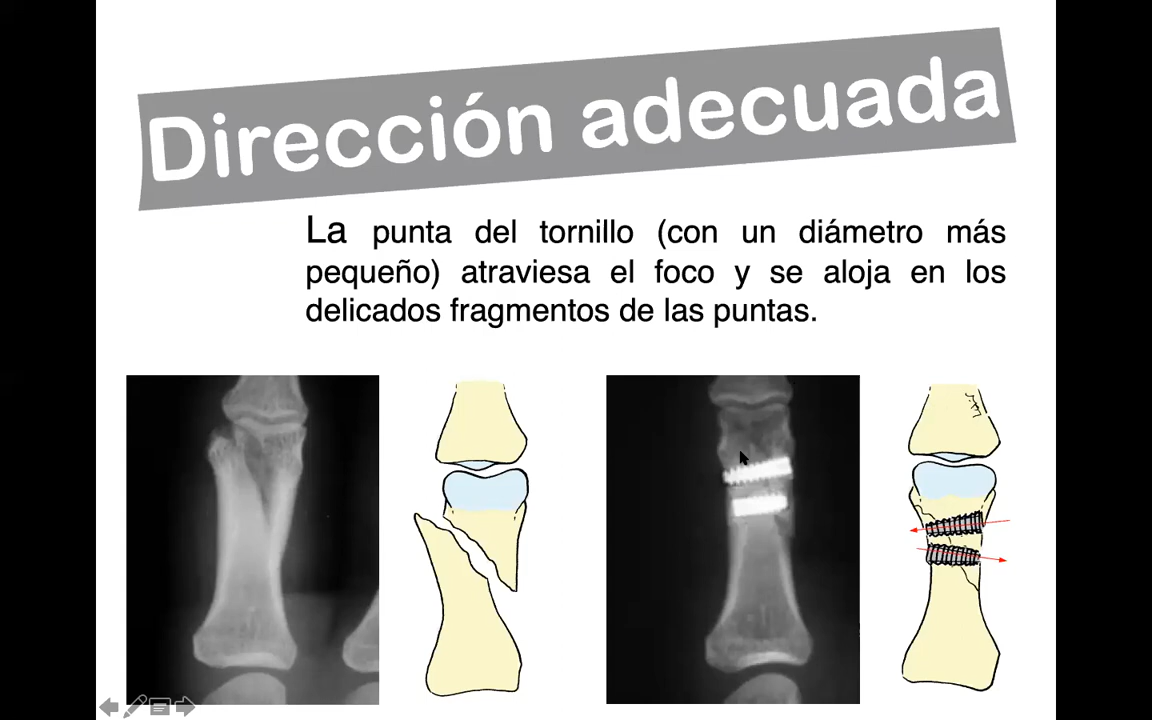 Dirección adecuada
La punta del tornillo (con un diámetro más
pequeño) atraviesa el foco y se aloja en los
delicados fragmentos de las puntas.